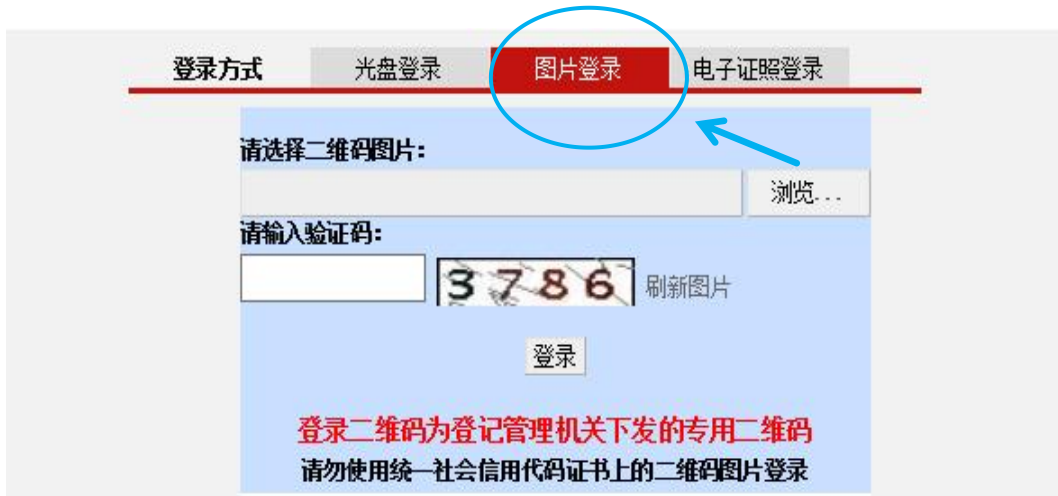 登录方式 光盘登录 图片登录 电子证照登录
请选择二维码图片：
浏览...
请输入验证码：
3786 刷新图片
登录
登录二维码为登记管理机关下发的专用二维码
请勿使用统一社会信用代码证书上的二维码图片登录